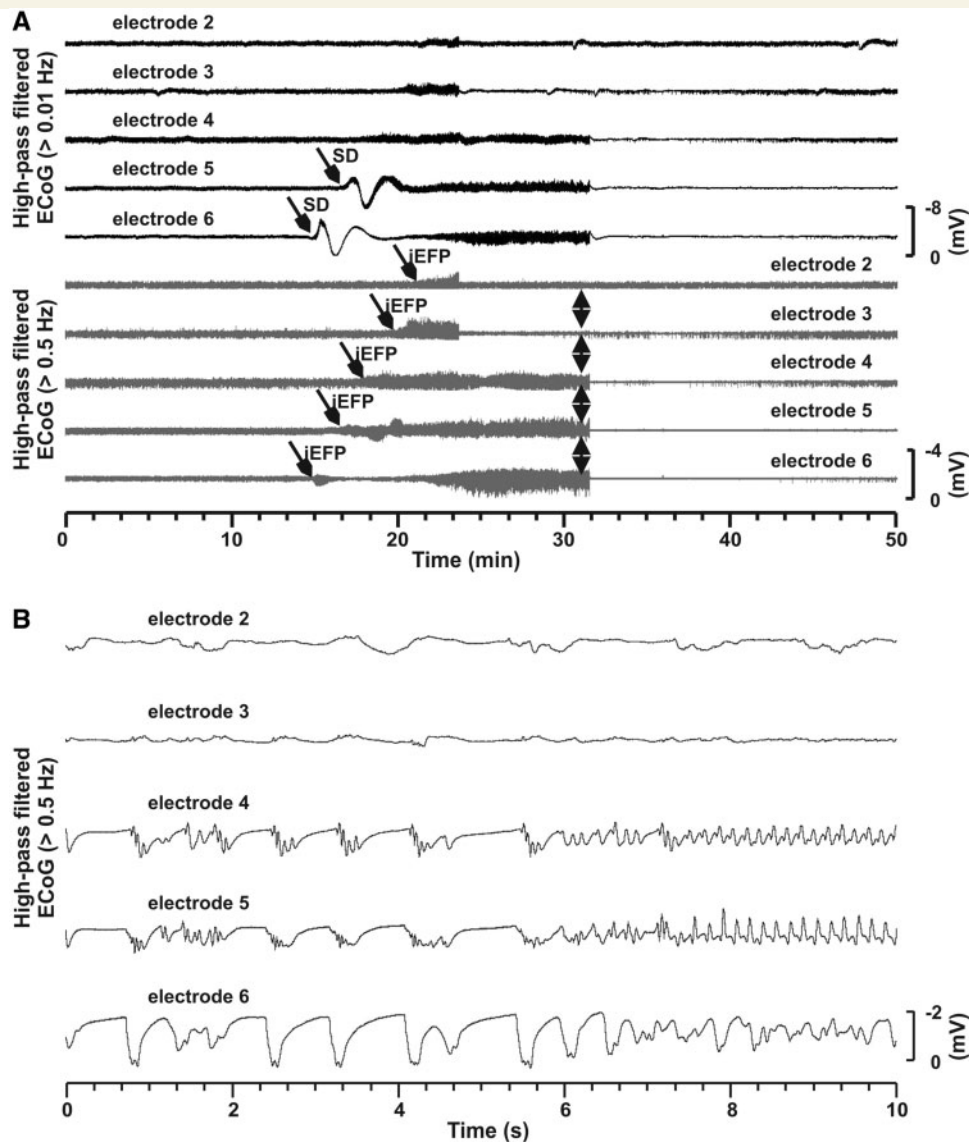 A
High-pass filtered
ECoG (> 0.01 Hz)
electrode 2
electrode 3
electrode 4
SD
electrode 5
SD
electrode 6
-8
0
(mV)
High-pass filtered
ECoG (> 0.5 Hz)
iEFP
electrode 2
iEFP
electrode 3
iEFP
electrode 4
iEFP
electrode 5
iEFP
electrode 6
-4
0
(mV)
0 10 20 30 40 50
Time (min)
B
High-pass filtered
ECoG (> 0.5 Hz)
electrode 2
electrode 3
electrode 4
electrode 5
electrode 6
-2
0
(mV)
0 2 4 6 8 10
Time (s)